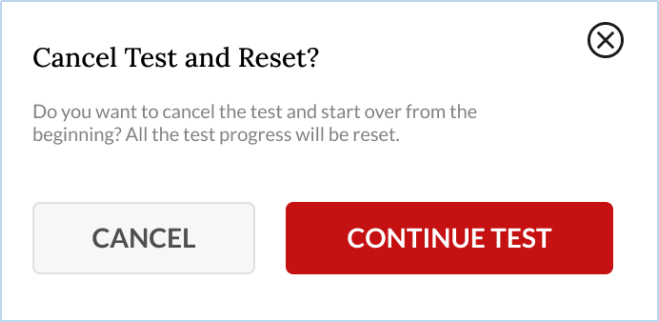 Cancel Test and Reset?
Do you want to cancel the test and start over from the
beginning? All the test progress will be reset.
CANCEL
CONTINUE TEST